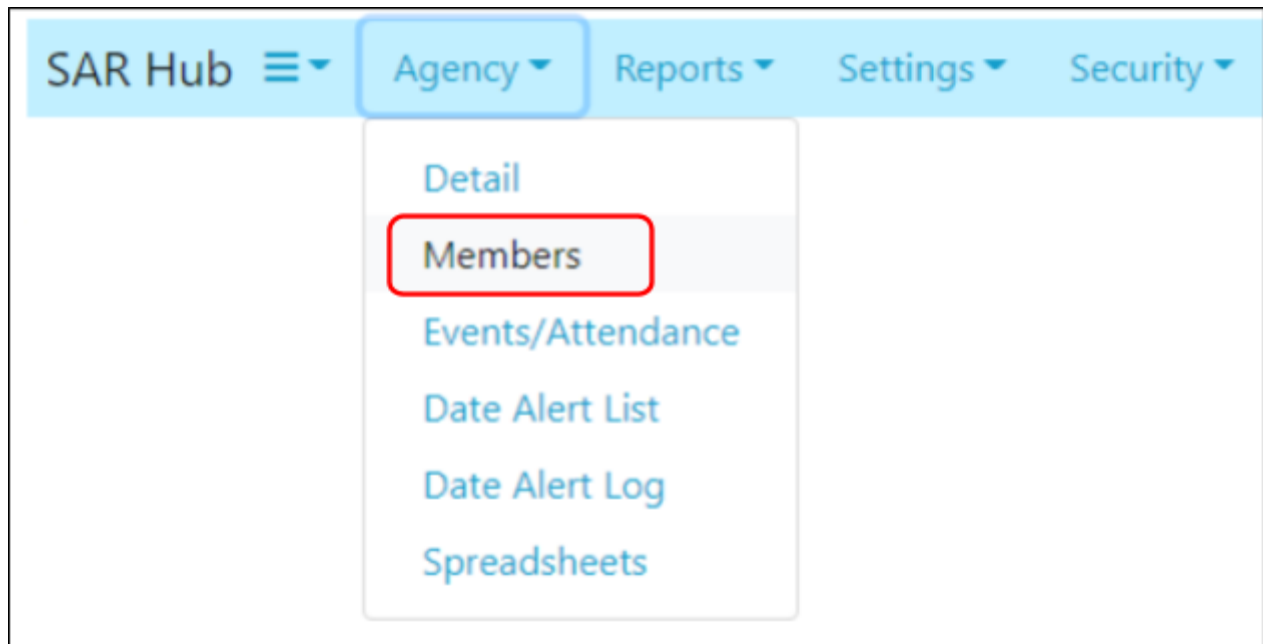 SAR Hub Agency Reports Settings Security
Detail
Members
Events/Attendance
Date Alert List
Date Alert Log
Spreadsheets